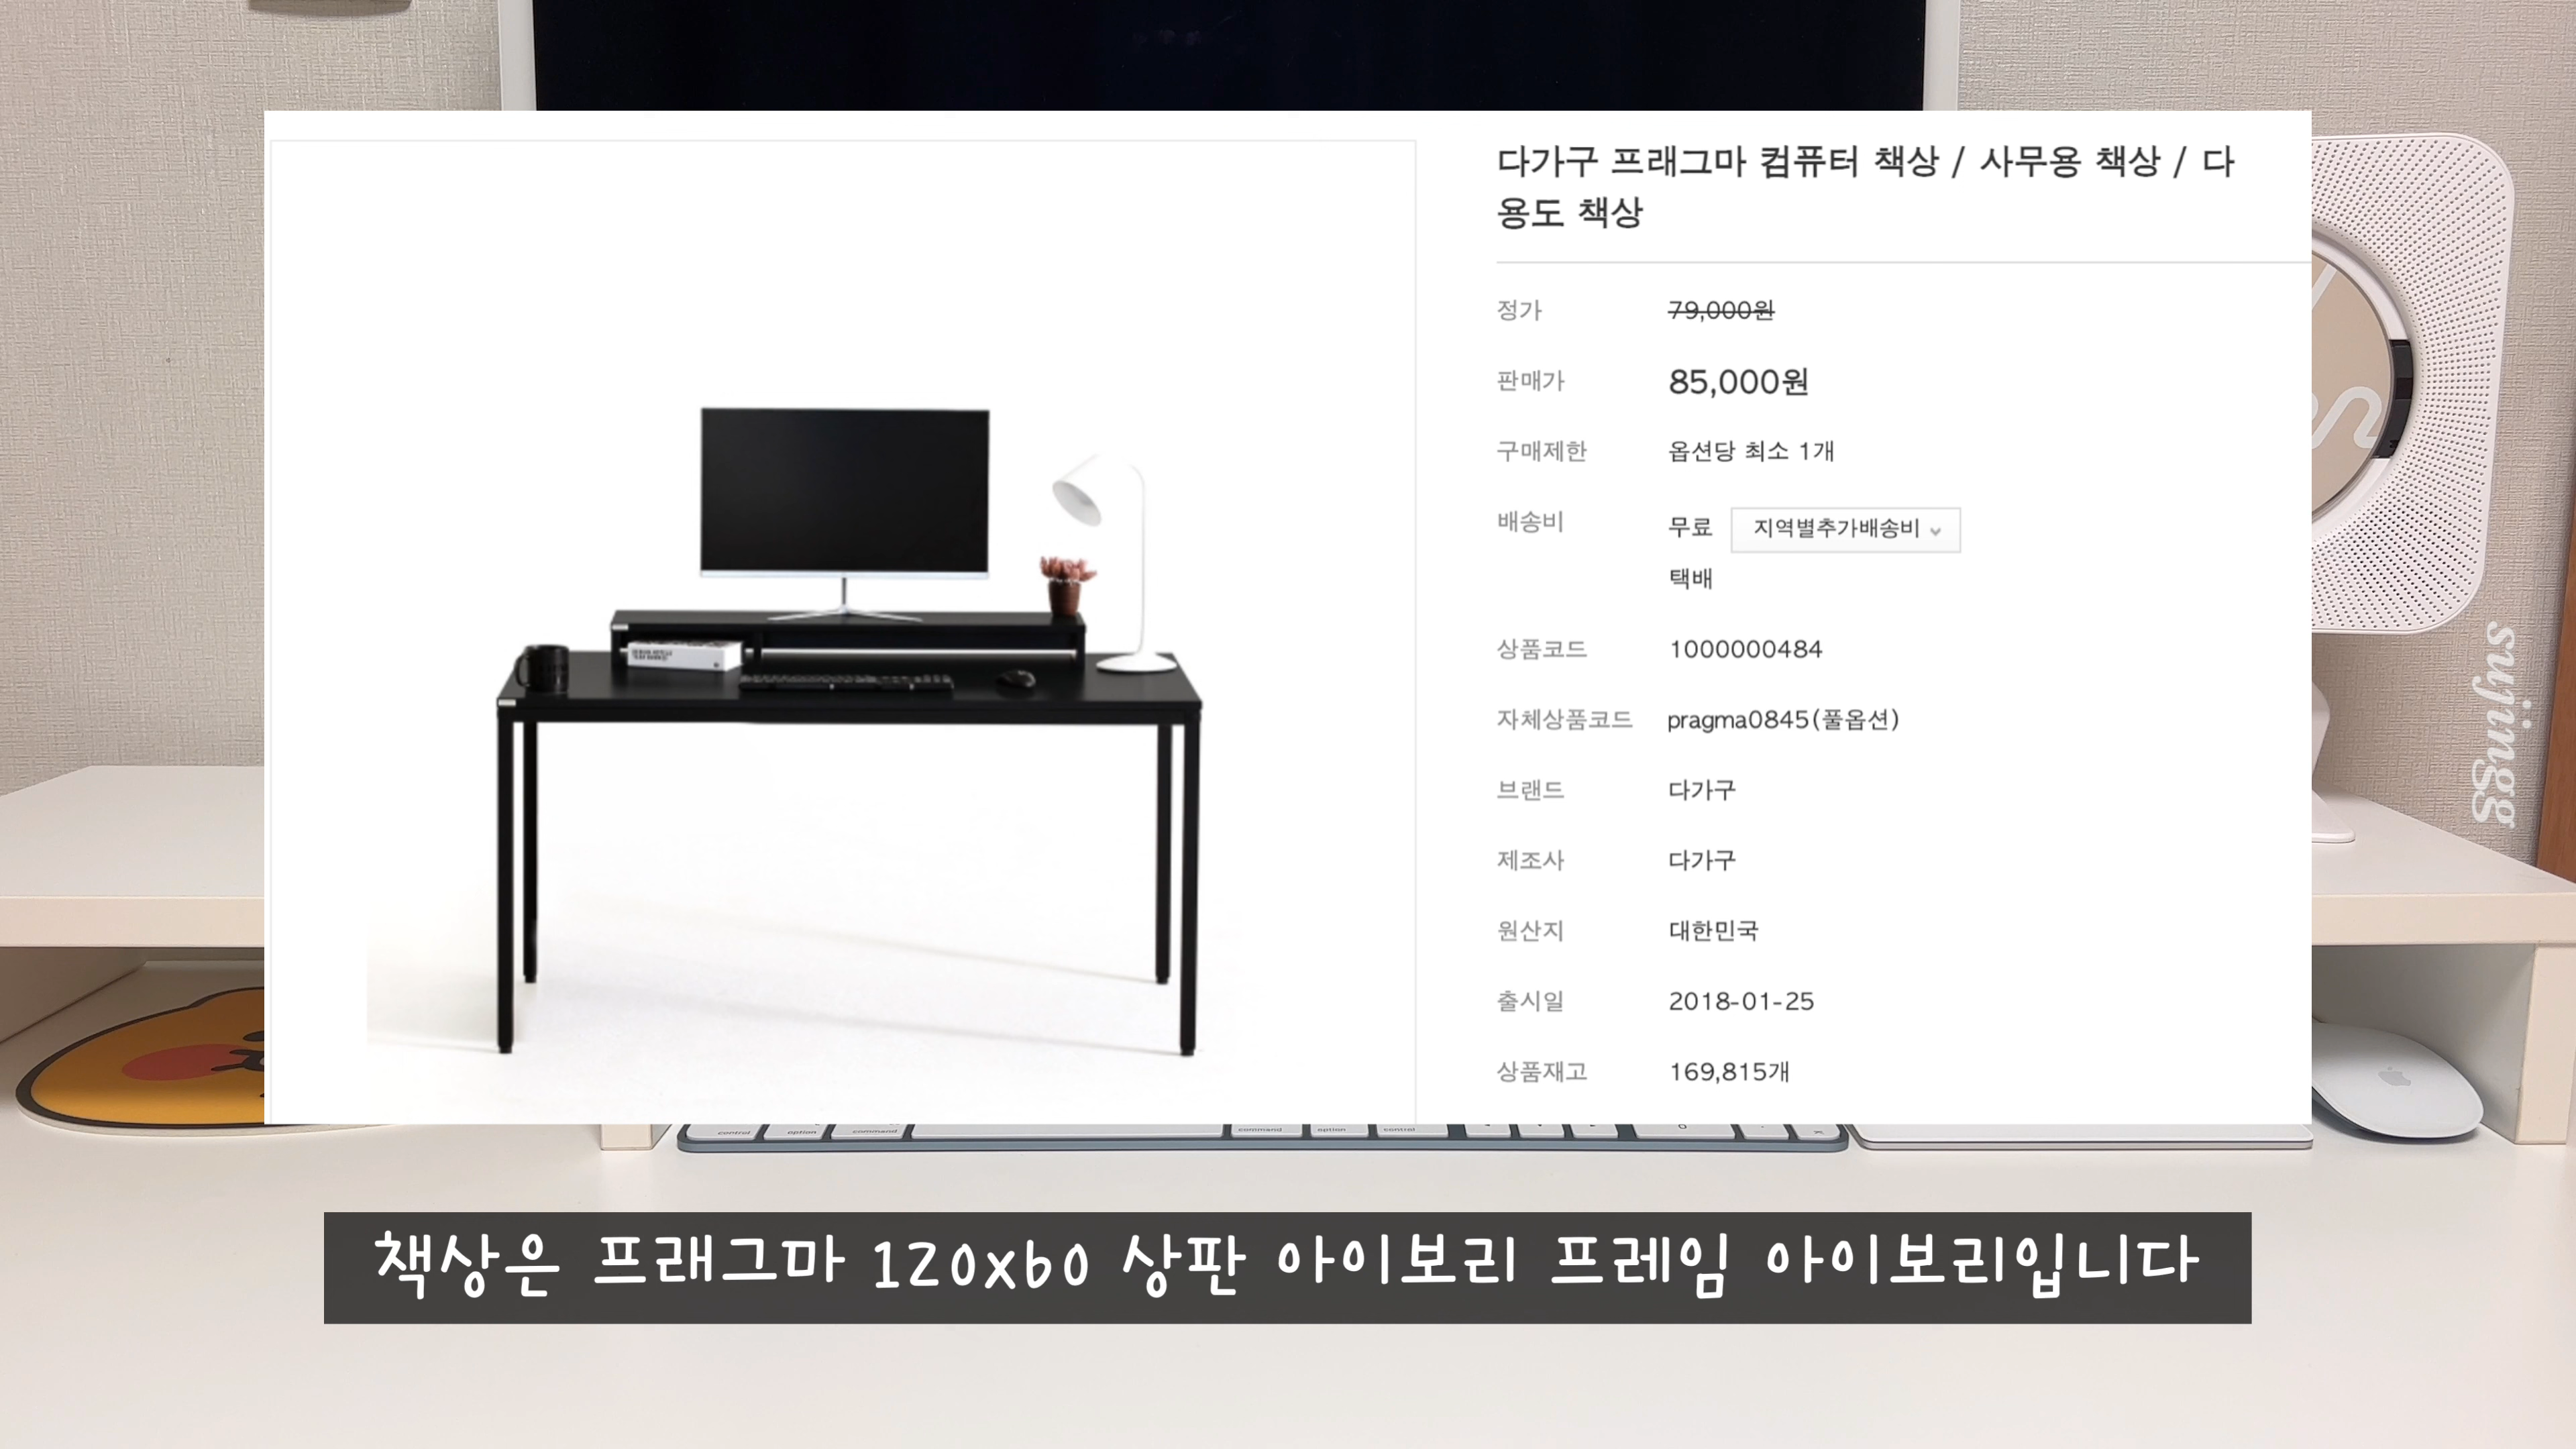 다가구 프래그마 컴퓨터 책상 / 사무용 책상 / 다
용도 책상
정가 79,000원
판매가 85,000원
구매제한 옵션당 최소 1개
배송비 무료 지역별추가배송비
택배
상품코드 1000000484
자체상품코드 pragma0845(풀옵션)
브랜드 다가구
제조사 다가구
원산지 대한민국
출시일 2018-01-25
상품재고 169,815개
sujingg
control option command command option control
책상은 프래그마 120x60 상판 아이보리 프레임 아이보리입니다